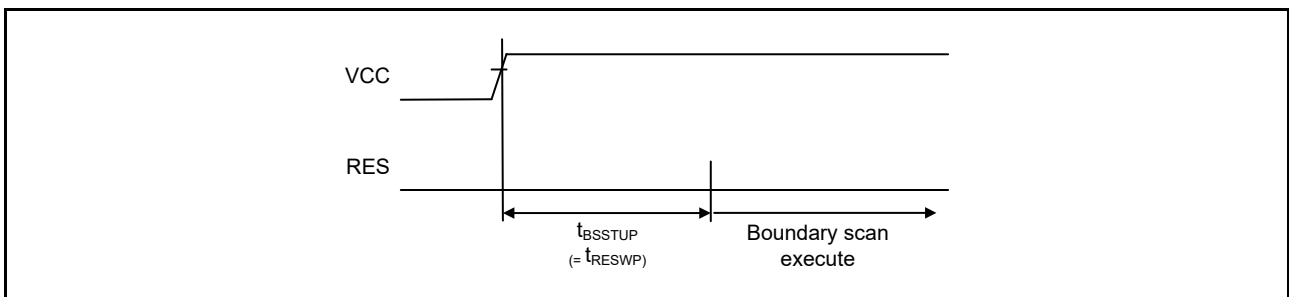 VCC
RES
tBSSTUP
(= tRESWP)
Boundary scan
execute